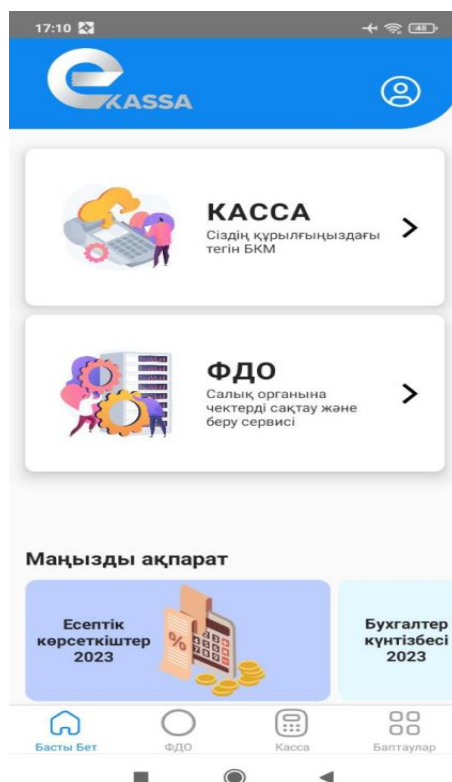 17:10
48
eKASSA
КАССА
Сіздің құрылғыңыздағы
тегін БКМ
ФДО
Салық органына
чектерді сақтау және
беру сервисі
Маңызды ақпарат
Есептік
көрсеткіштер
2023
%
Бухгалтер
күнтізбесі
2023
Басты Бет
ФДО
Касса
Баптаулар